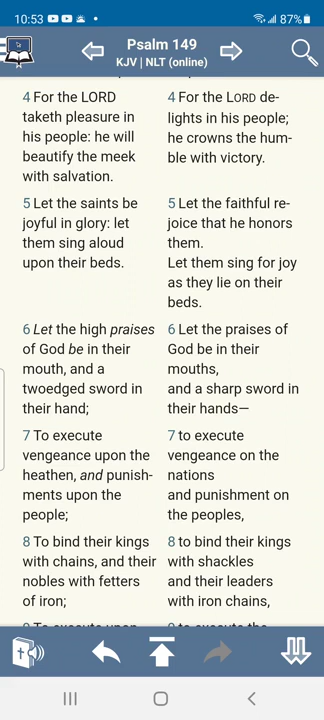 10:53
87%
Psalm 149
KJV | NLT (online)
4 For the LORD
taketh pleasure in
his people: he will
beautify the meek
with salvation.
4 For the LORD de-
lights in his people;
he crowns the hum-
ble with victory.
5 Let the saints be
joyful in glory: let
them sing aloud
upon their beds.
5 Let the faithful re-
joice that he honors
them.
Let them sing for joy
as they lie on their
beds.
6 Let the high praises
of God be in their
mouth, and a
twoedged sword in
their hand;
6 Let the praises of
God be in their
mouths,
and a sharp sword in
their hands—
7 To execute
vengeance upon the
heathen, and punish-
ments upon the
people;
7 to execute
vengeance on the
nations
and punishment on
the peoples,
8 To bind their kings
with chains, and their
nobles with fetters
of iron;
8 to bind their kings
with shackles
and their leaders
with iron chains,
9 To execute upon
9 to execute the